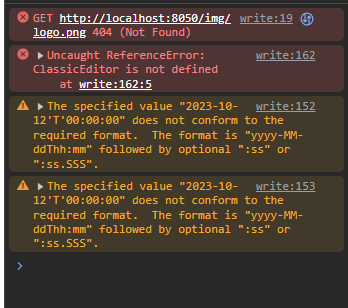 GET http://localhost:8050/img/ write:19
logo.png 404 (Not Found)
Uncaught ReferenceError: write:162
ClassicEditor is not defined
at write:162:5
The specified value "2023-10- write:152
12'T'00:00:00" does not conform to the
required format.  The format is "yyyy-MM-
ddThh:mm" followed by optional ":ss" or
":ss.SSS".
The specified value "2023-10- write:153
12'T'00:00:00" does not conform to the
required format.  The format is "yyyy-MM-
ddThh:mm" followed by optional ":ss" or
":ss.SSS".